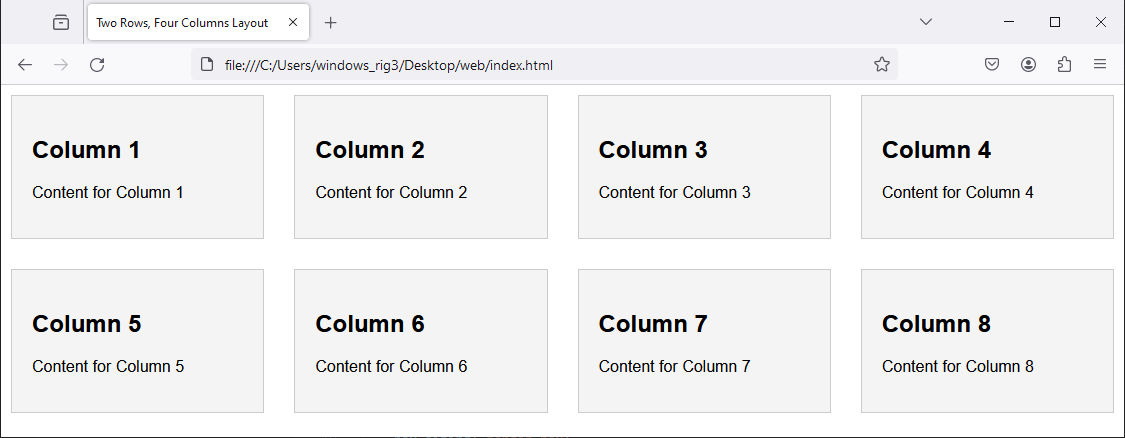 Two Rows, Four Columns Layout
file:///C:/Users/windows_rig3/Desktop/web/index.html
Column 1
Column 2
Column 3
Column 4
Content for Column 1
Content for Column 2
Content for Column 3
Content for Column 4
Column 5
Column 6
Column 7
Column 8
Content for Column 5
Content for Column 6
Content for Column 7
Content for Column 8